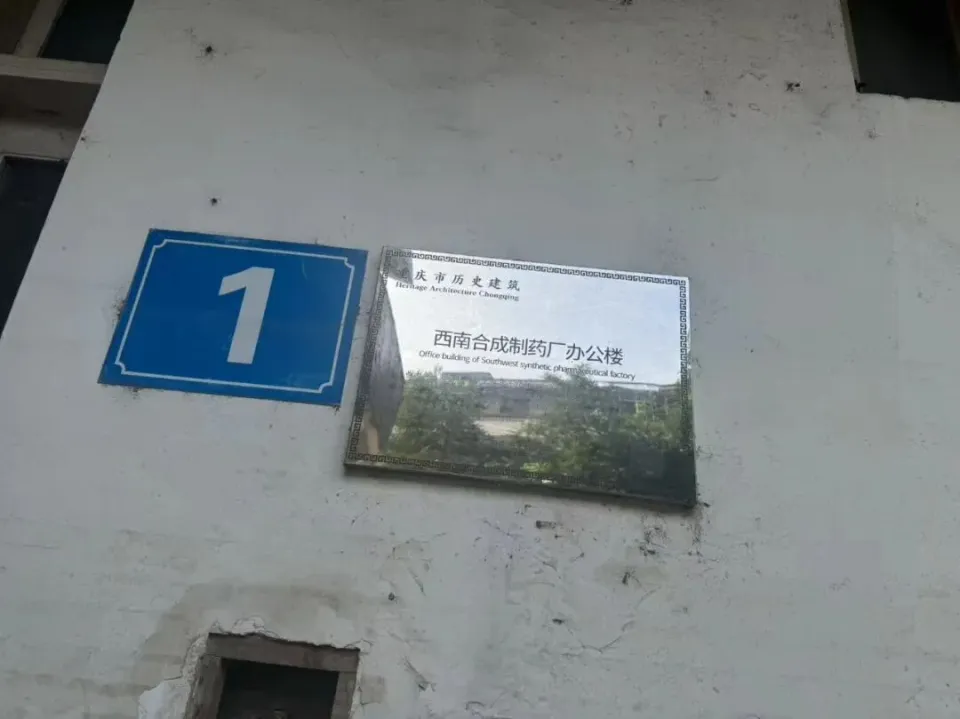 1
重庆市历史建筑
Heritage Architecture Chongqing
西南合成制药厂办公楼
Office building of Southwest synthetic pharmaceutical factory